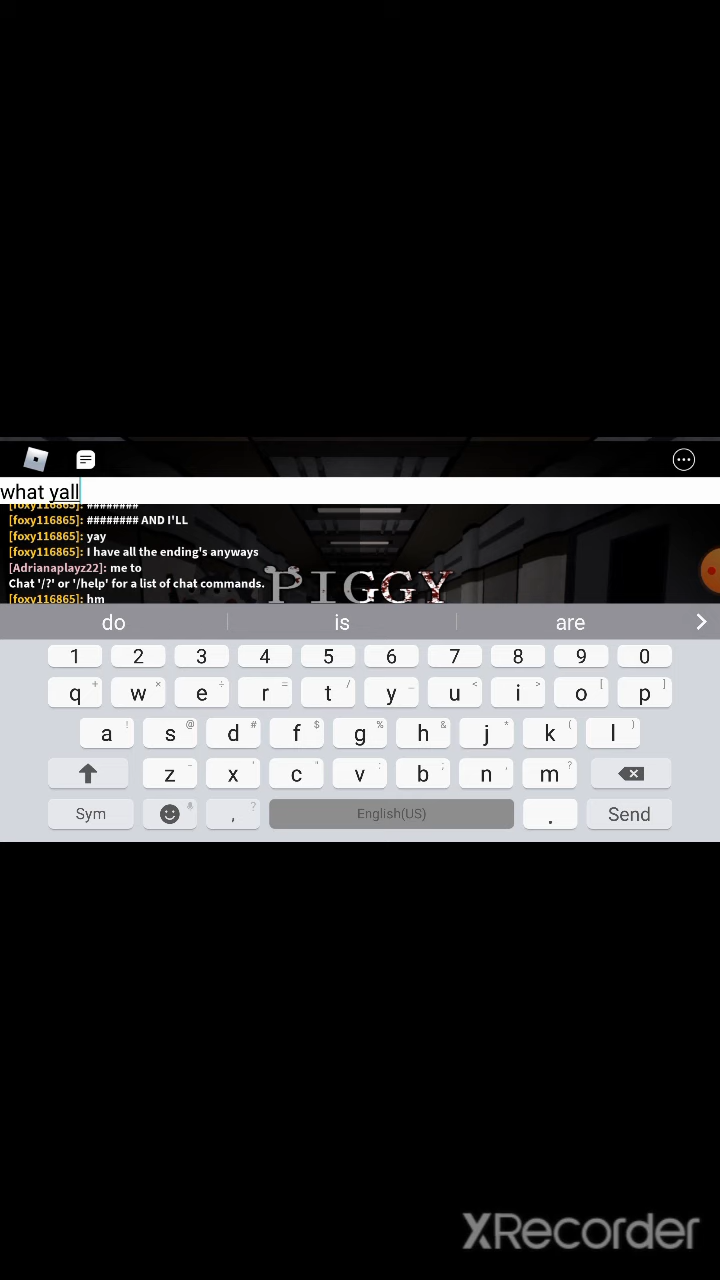 what yall
[foxy116865]: ########
[foxy116865]: ######## AND I'LL
[foxy116865]: yay
[foxy116865]: I have all the ending's anyways
[Adrianaplayz22]: me to
Chat '/?' or '/help' for a list of chat commands.
[foxy116865]: hm
PIGGY
do is are
1 2 3 4 5 6 7 8 9 0
q w e r t y u i o p
a s d f g h j k l
z x c v b n m
Sym , English(US) . Send
XRecorder